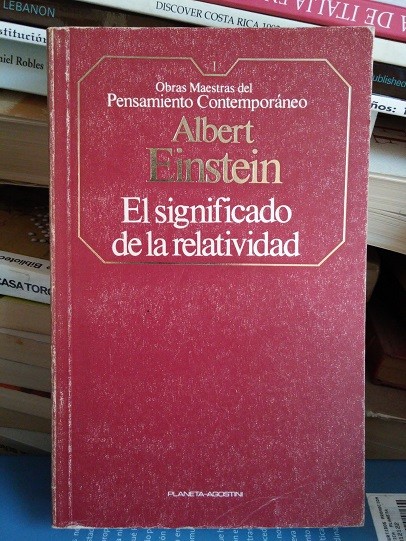 LEBANON
DISCOVER COSTA RICA
DE ITALIA
niel Robles
Published
1
Obras Maestras del
Pensamiento Contemporáneo
Albert
Einstein
El significado
de la relatividad
CASA TORO
PLANETA-AGOSTINI